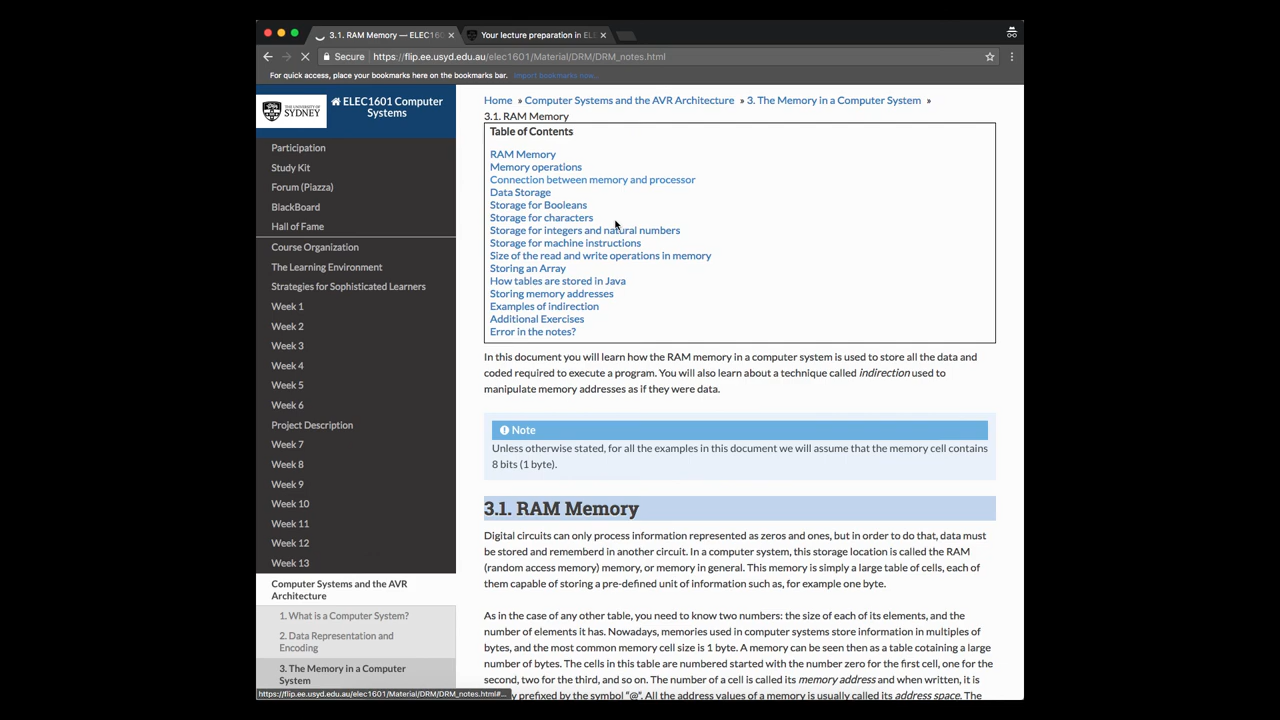 3.1. RAM Memory — ELEC16
Your lecture preparation in EL
Secure
https://flip.ee.usyd.edu.au/elec1601/Material/DRM/DRM_notes.html
For quick access, place your bookmarks here on the bookmarks bar. Import bookmarks now...
THE UNIVERSITY OF
SYDNEY
ELEC1601 Computer
Systems
Participation
Study Kit
Forum (Piazza)
BlackBoard
Hall of Fame
Course Organization
The Learning Environment
Strategies for Sophisticated Learners
Week 1
Week 2
Week 3
Week 4
Week 5
Week 6
Project Description
Week 7
Week 8
Week 9
Week 10
Week 11
Week 12
Week 13
Computer Systems and the AVR
Architecture
1. What is a Computer System?
2. Data Representation and
Encoding
3. The Memory in a Computer
System
https://flip.ee.usyd.edu.au/elec1601/Material/DRM/DRM_notes.html#...
Home » Computer Systems and the AVR Architecture » 3. The Memory in a Computer System »
3.1. RAM Memory
Table of Contents
RAM Memory
Memory operations
Connection between memory and processor
Data Storage
Storage for Booleans
Storage for characters
Storage for integers and natural numbers
Storage for machine instructions
Size of the read and write operations in memory
Storing an Array
How tables are stored in Java
Storing memory addresses
Examples of indirection
Additional Exercises
Error in the notes?
In this document you will learn how the RAM memory in a computer system is used to store all the data and
coded required to execute a program. You will also learn about a technique called indirection used to
manipulate memory addresses as if they were data.
Note
Unless otherwise stated, for all the examples in this document we will assume that the memory cell contains
8 bits (1 byte).
3.1. RAM Memory
Digital circuits can only process information represented as zeros and ones, but in order to do that, data must
be stored and rememberd in another circuit. In a computer system, this storage location is called the RAM
(random access memory) memory, or memory in general. This memory is simply a large table of cells, each of
them capable of storing a pre-defined unit of information such as, for example one byte.
As in the case of any other table, you need to know two numbers: the size of each of its elements, and the
number of elements it has. Nowadays, memories used in computer systems store information in multiples of
bytes, and the most common memory cell size is 1 byte. A memory can be seen then as a table cotaining a large
number of bytes. The cells in this table are numbered started with the number zero for the first cell, one for the
second, two for the third, and so on. The number of a cell is called its memory address and when written, it is
prefixed by the symbol "@". All the address values of a memory is usually called its address space. The